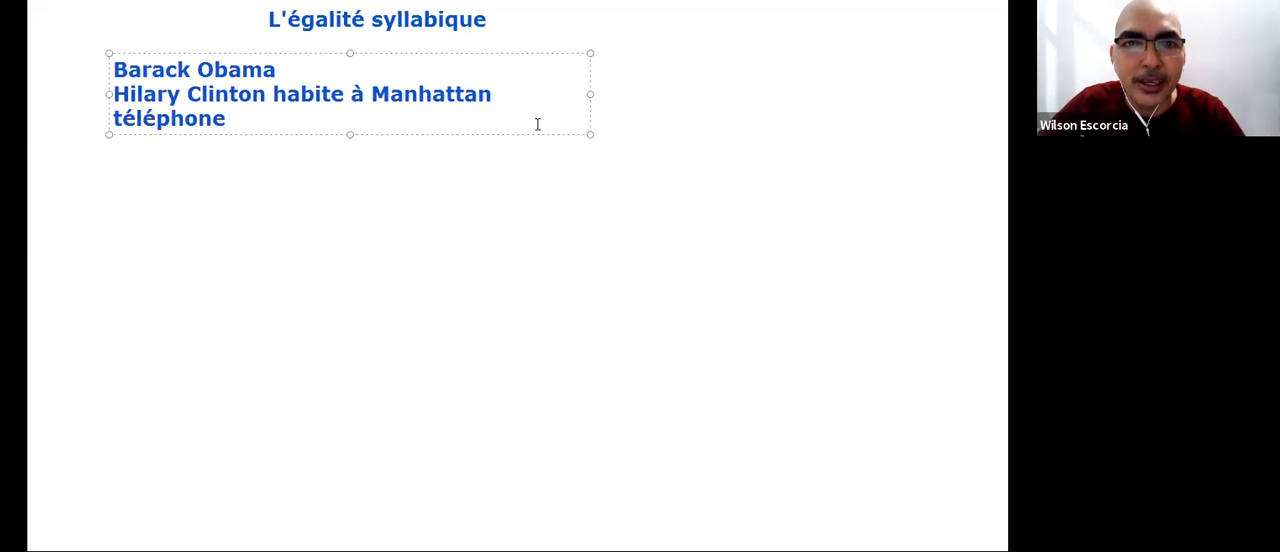 L'égalité syllabique
Barack Obama
Hilary Clinton habite à Manhattan
téléphone
Wilson Escorcia